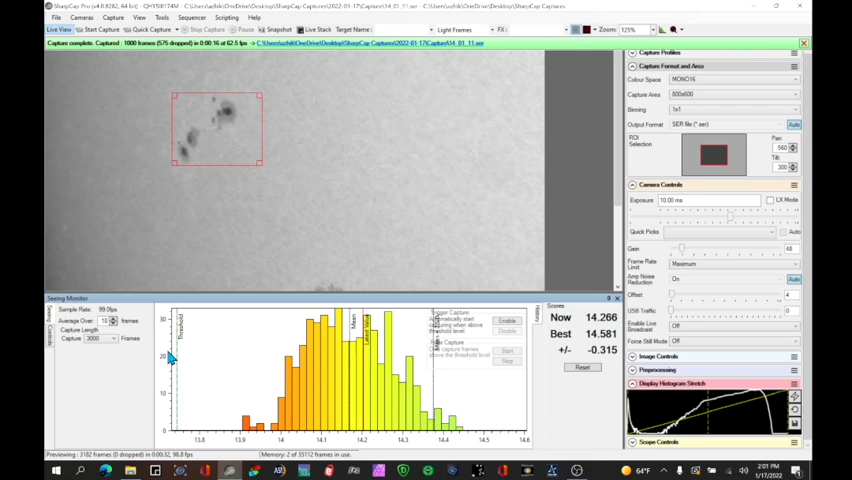 SharpCap Pro (v4.0.8282, 64 bit) - QHY5III174M - C:\Users\azhik\OneDrive\Desktop\SharpCap Captures\2022-01-17\Capture\14_01_11.ser
File Cameras Capture Tools Sequencer Scripting Help
Live View Start Capture Quick Capture Stop Capture Pause Snapshot Live Stack Target Name: Light Frames FX: Zoom: 125%
Capture complete. Captured : 1000 frames (575 dropped) in 0:00:16 at 62.5 fps -> C:\Users\azhik\OneDrive\Desktop\SharpCap Captures\2022-01-17\Capture\14_01_11.ser
Capture Profiles
Capture Format and Area
Colour Space MONO16
Capture Area 800x600
Binning 1x1
Output Format SER file (*.ser) Auto
ROI Selection
Pan: 560
Tilt: 300
Camera Controls
Exposure 10.00 ms LX Mode
Quick Picks Auto
Gain 48
Frame Rate Limit Maximum
Amp Noise Reduction On Auto
Offset 4
USB Traffic 0
Enable Live Broadcast Off
Force Still Mode Off
Image Controls
Preprocessing
Display Histogram Stretch
Scope Controls
Seeing Monitor
Seeing Controls
Sample Rate: 99.0fps
Average Over: 10 frames
Capture Length
Capture 3000 Frames
30
20
10
0
13.8 13.9 14 14.1 14.2 14.3 14.4 14.5 14.6
Threshold
Mean
Latest Value
Trigger Capture
Automatically start
capturing when above
threshold level
Enable
Disable
capture frames
above the threshold level
Start
Stop
History
Scores
Now 14.266
Best 14.581
+/- -0.315
Reset
Previewing : 3182 frames (0 dropped) in 0:00:32, 98.8 fps
Memory: 2 of 35112 frames in use.
64°F
2:01 PM
1/17/2022